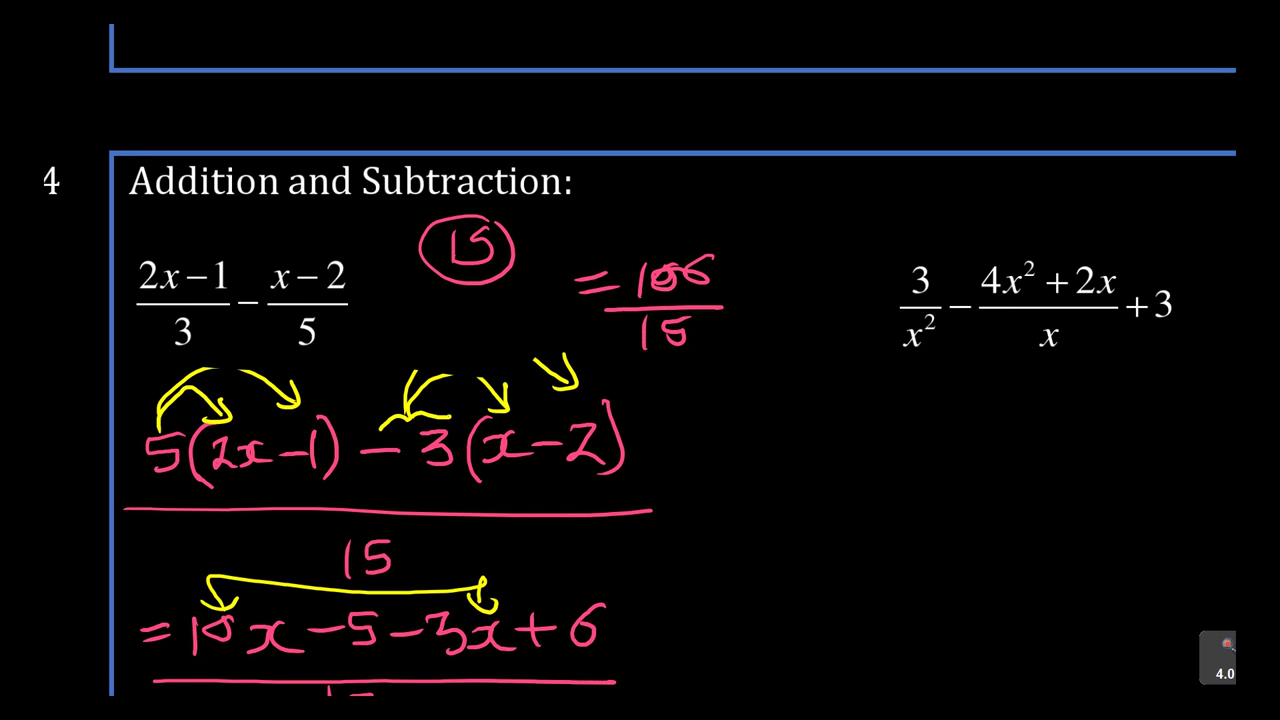 4
Addition and Subtraction:
(2x − 1)/3 − (x − 2)/5
15
= 106/15
3/x² − (4x² + 2x)/x + 3
5(2x − 1) − 3(x − 2)
15
= 10x − 5 − 3x + 6
4.0